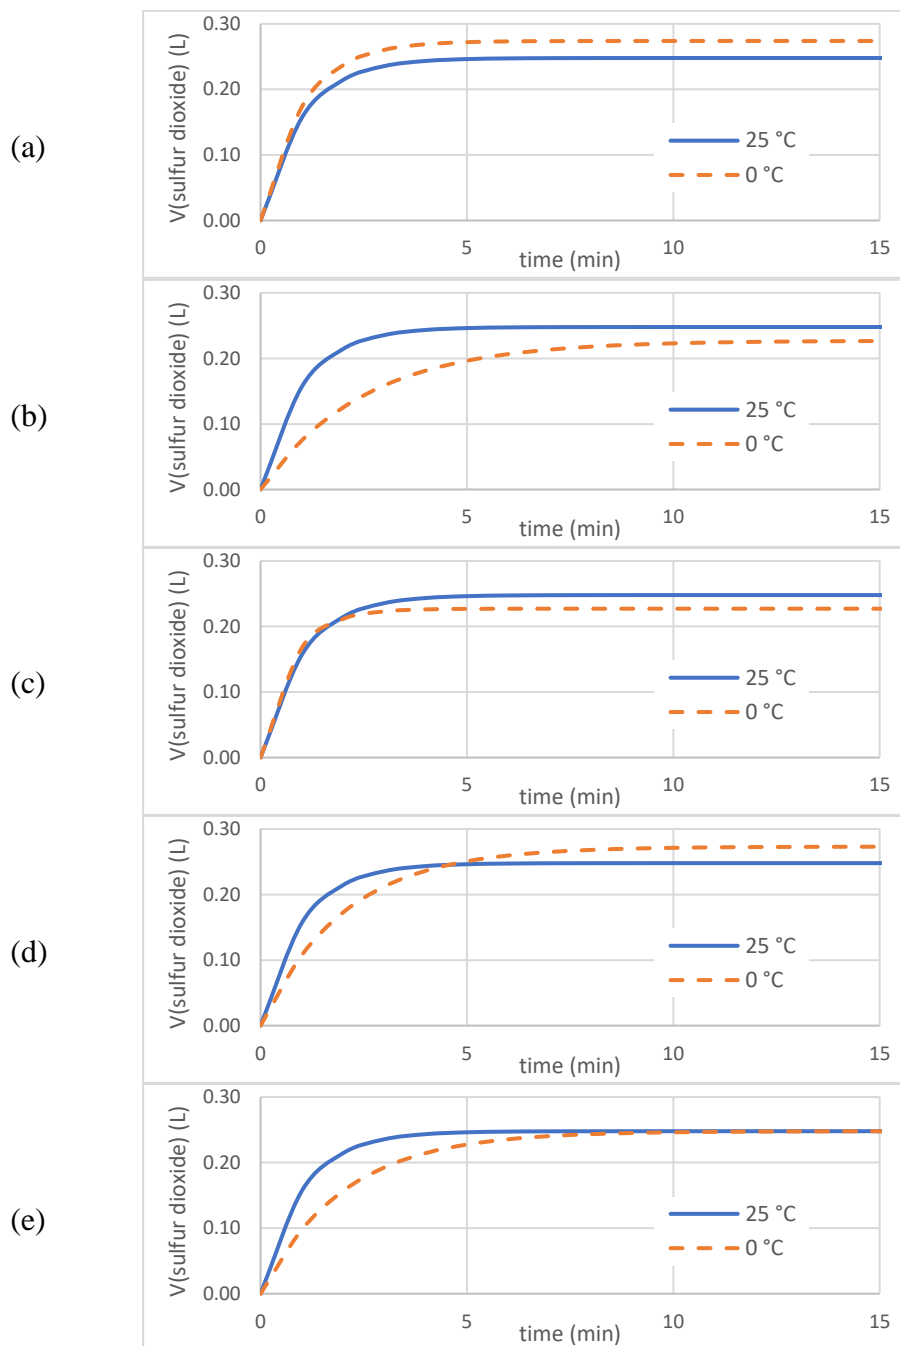 (a)
V(sulfur dioxide) (L)
0.30
0.20
0.10
0.00
25 °C
0 °C
0 5 10 15
time (min)
(b)
V(sulfur dioxide) (L)
0.30
0.20
0.10
0.00
25 °C
0 °C
0 5 10 15
time (min)
(c)
V(sulfur dioxide) (L)
0.30
0.20
0.10
0.00
25 °C
0 °C
0 5 10 15
time (min)
(d)
V(sulfur dioxide) (L)
0.30
0.20
0.10
0.00
25 °C
0 °C
0 5 10 15
time (min)
(e)
V(sulfur dioxide) (L)
0.30
0.20
0.10
0.00
25 °C
0 °C
0 5 10 15
time (min)